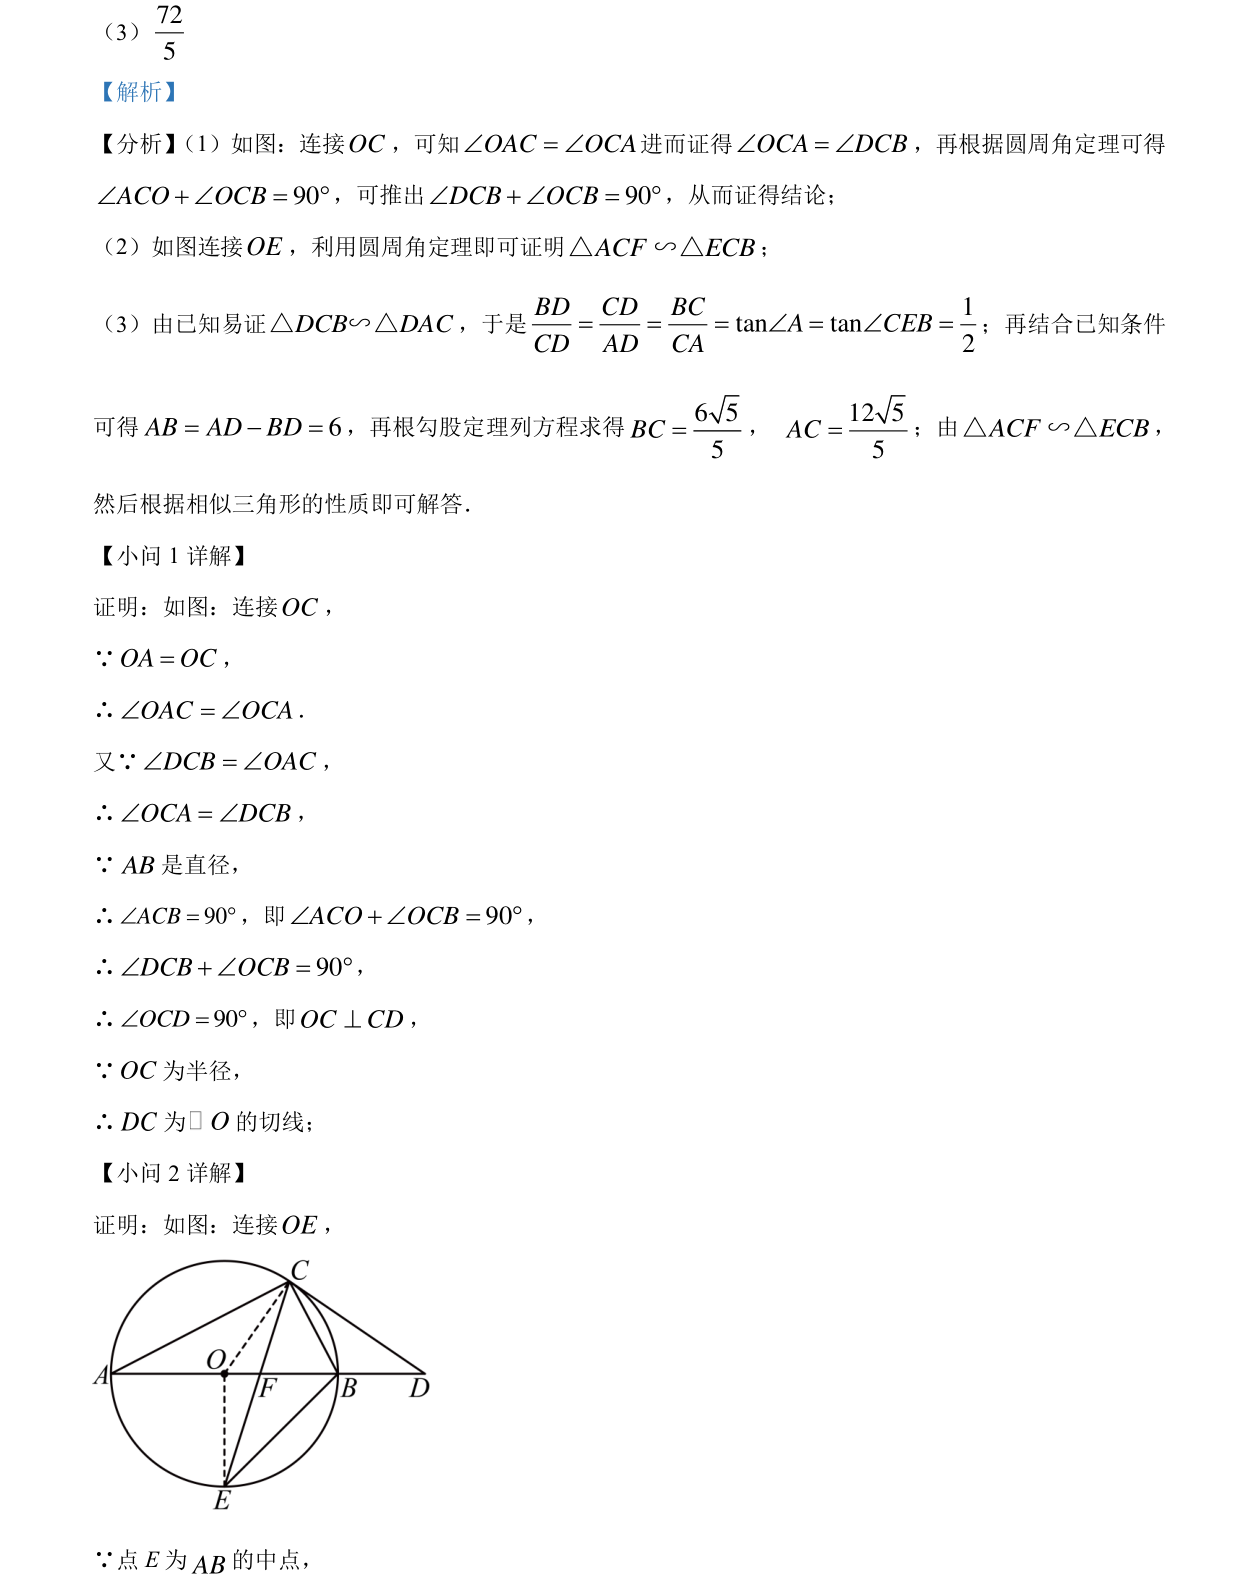 （3）72/5
【解析】
【分析】（1）如图：连接OC，可知∠OAC = ∠OCA进而证得∠OCA = ∠DCB，再根据圆周角定理可得
∠ACO + ∠OCB = 90°，可推出∠DCB + ∠OCB = 90°，从而证得结论；
（2）如图连接OE，利用圆周角定理即可证明△ACF∽△ECB；
（3）由已知易证△DCB∽△DAC，于是BD/CD = CD/AD = BC/CA = tan∠A = tan∠CEB = 1/2；再结合已知条件
可得AB = AD − BD = 6，再根勾股定理列方程求得BC = 6√5/5， AC = 12√5/5；由△ACF∽△ECB，
然后根据相似三角形的性质即可解答．
【小问 1 详解】
证明：如图：连接OC，
∵OA = OC，
∴∠OAC = ∠OCA．
又∵∠DCB = ∠OAC，
∴∠OCA = ∠DCB，
∵AB是直径，
∴∠ACB = 90°，即∠ACO + ∠OCB = 90°，
∴∠DCB + ∠OCB = 90°，
∴∠OCD = 90°，即OC ⊥ CD，
∵OC为半径，
∴DC为□ O的切线；
【小问 2 详解】
证明：如图：连接OE，
C
A O F B D
E
∵点 E 为AB的中点，